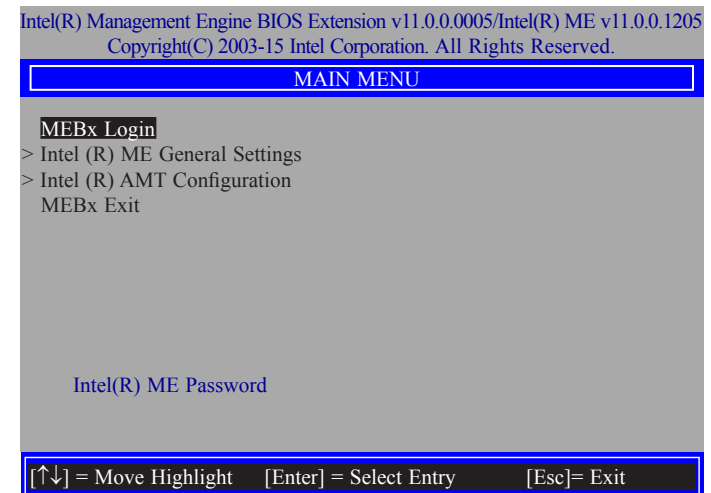 Intel(R) Management Engine BIOS Extension v11.0.0.0005/Intel(R) ME v11.0.0.1205
Copyright(C) 2003-15 Intel Corporation. All Rights Reserved.
MAIN MENU
MEBx Login
> Intel (R) ME General Settings
> Intel (R) AMT Configuration
MEBx Exit
Intel(R) ME Password
[↑↓] = Move Highlight [Enter] = Select Entry [Esc]= Exit